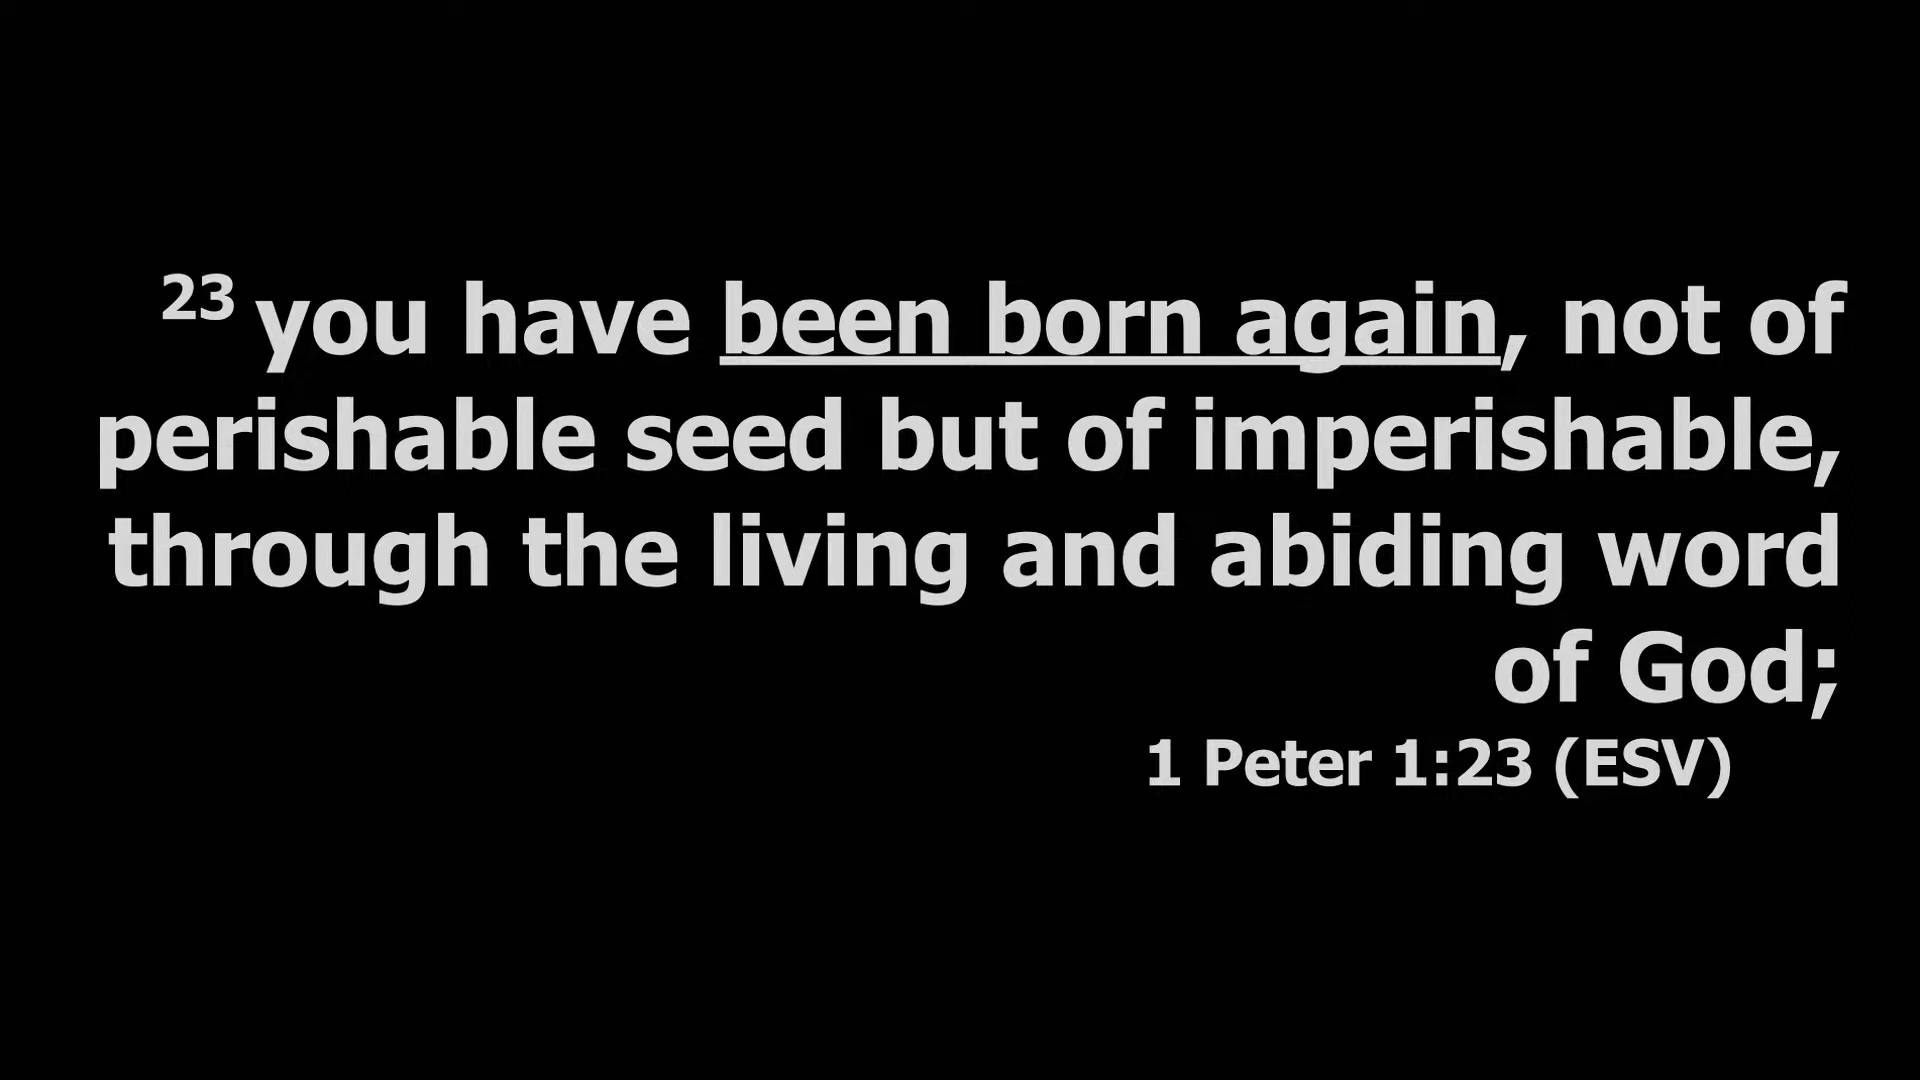 23 you have been born again, not of
perishable seed but of imperishable,
through the living and abiding word
of God;
1 Peter 1:23 (ESV)